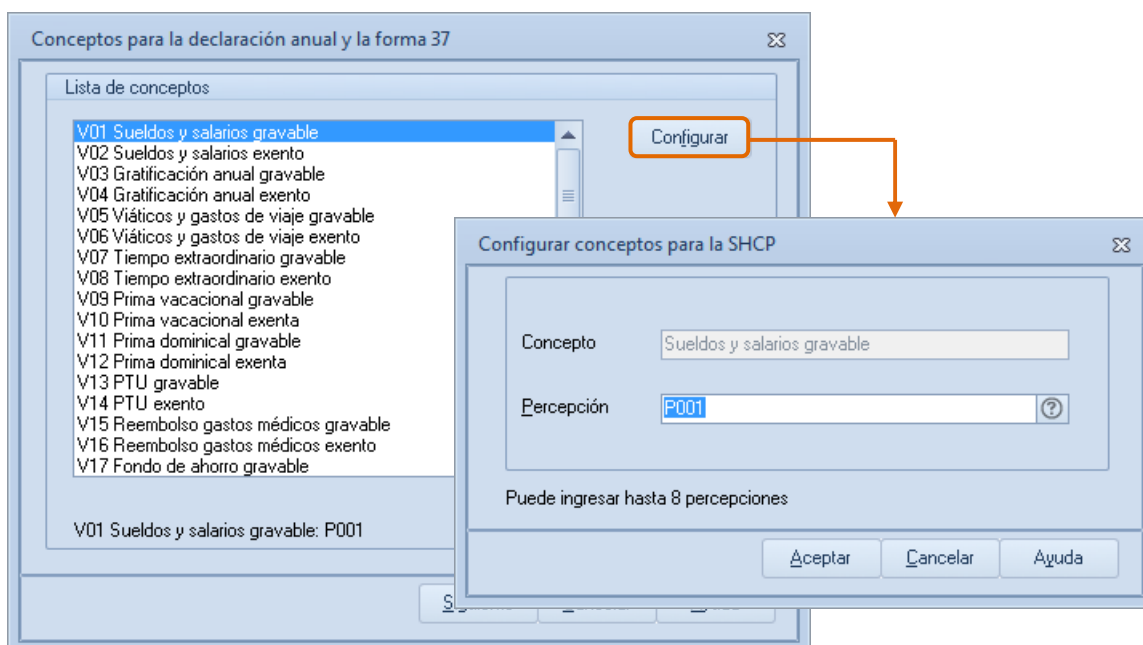 Conceptos para la declaración anual y la forma 37
Lista de conceptos
V01 Sueldos y salarios gravable
V02 Sueldos y salarios exento
V03 Gratificación anual gravable
V04 Gratificación anual exento
V05 Viáticos y gastos de viaje gravable
V06 Viáticos y gastos de viaje exento
V07 Tiempo extraordinario gravable
V08 Tiempo extraordinario exento
V09 Prima vacacional gravable
V10 Prima vacacional exenta
V11 Prima dominical gravable
V12 Prima dominical exenta
V13 PTU gravable
V14 PTU exento
V15 Reembolso gastos médicos gravable
V16 Reembolso gastos médicos exento
V17 Fondo de ahorro gravable
Configurar
V01 Sueldos y salarios gravable: P001
Configurar conceptos para la SHCP
Concepto
Sueldos y salarios gravable
Percepción
P001
Puede ingresar hasta 8 percepciones
Aceptar
Cancelar
Ayuda